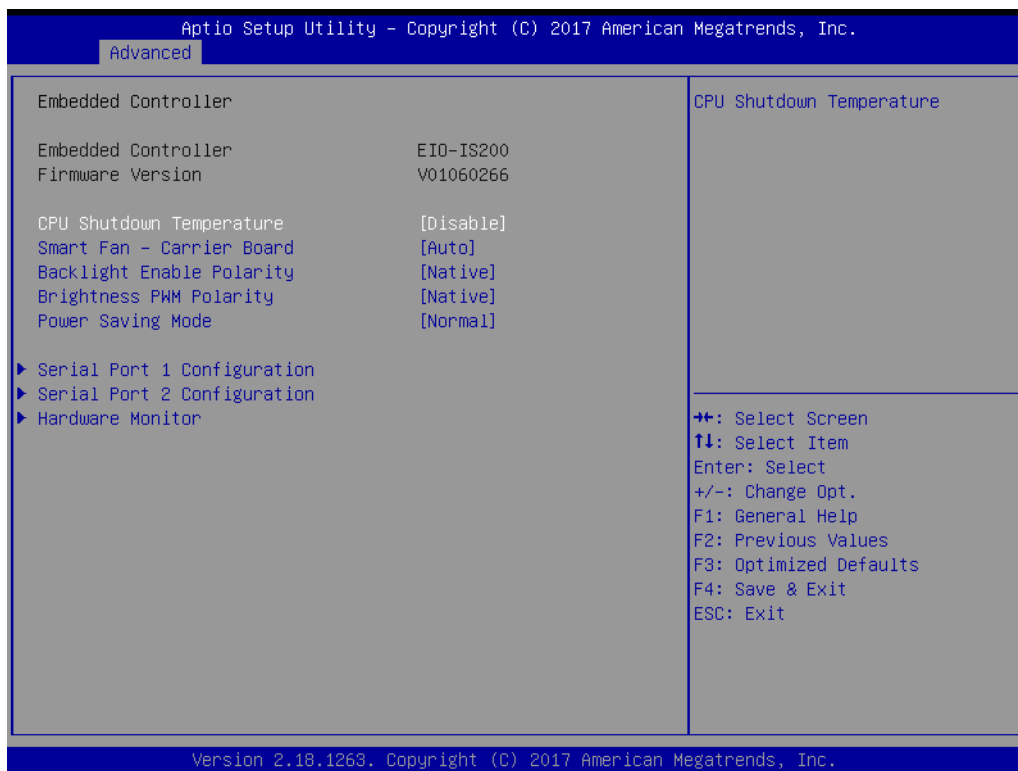 Aptio Setup Utility – Copyright (C) 2017 American Megatrends, Inc.
Advanced
Embedded Controller
Embedded Controller EIO-IS200
Firmware Version V01060266
CPU Shutdown Temperature [Disable]
Smart Fan – Carrier Board [Auto]
Backlight Enable Polarity [Native]
Brightness PWM Polarity [Native]
Power Saving Mode [Normal]
▶ Serial Port 1 Configuration
▶ Serial Port 2 Configuration
▶ Hardware Monitor
CPU Shutdown Temperature
→←: Select Screen
↑↓: Select Item
Enter: Select
+/-: Change Opt.
F1: General Help
F2: Previous Values
F3: Optimized Defaults
F4: Save & Exit
ESC: Exit
Version 2.18.1263. Copyright (C) 2017 American Megatrends, Inc.